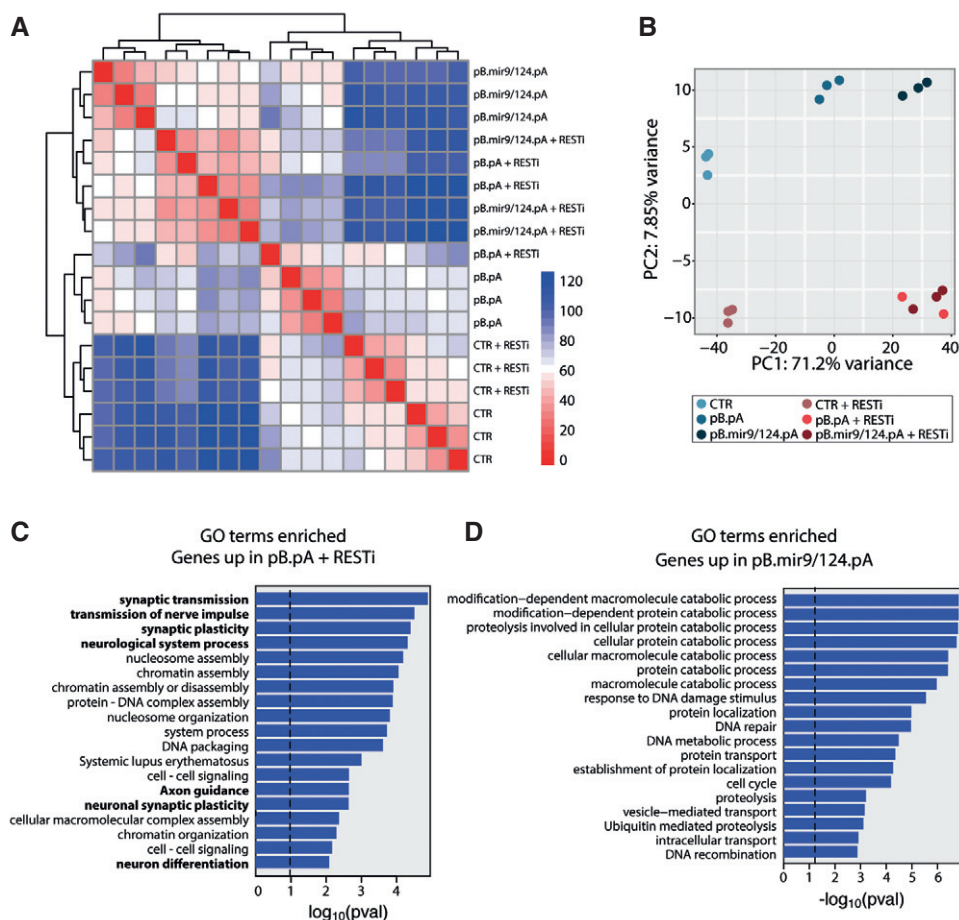 A
pB.mir9/124.pA
pB.mir9/124.pA
pB.mir9/124.pA
pB.mir9/124.pA + RESTi
pB.pA + RESTi
pB.pA + RESTi
pB.mir9/124.pA + RESTi
pB.mir9/124.pA + RESTi
pB.pA + RESTi
pB.pA
pB.pA
pB.pA
CTR + RESTi
CTR + RESTi
CTR + RESTi
CTR
CTR
CTR
120
100
80
60
40
20
0
B
PC2: 7.85% variance
10
5
0
−5
−10
−40
−20
0
20
40
PC1: 71.2% variance
CTR
CTR + RESTi
pB.pA
pB.pA + RESTi
pB.mir9/124.pA
pB.mir9/124.pA + RESTi
C
GO terms enriched
Genes up in pB.pA + RESTi
synaptic transmission
transmission of nerve impulse
synaptic plasticity
neurological system process
nucleosome assembly
chromatin assembly
chromatin assembly or disassembly
protein - DNA complex assembly
nucleosome organization
system process
DNA packaging
Systemic lupus erythematosus
cell - cell signaling
Axon guidance
neuronal synaptic plasticity
cellular macromolecular complex assembly
chromatin organization
cell - cell signaling
neuron differentiation
0 1 2 3 4
log10(pval)
D
GO terms enriched
Genes up in pB.mir9/124.pA
modification−dependent macromolecule catabolic process
modification−dependent protein catabolic process
proteolysis involved in cellular protein catabolic process
cellular protein catabolic process
cellular macromolecule catabolic process
protein catabolic process
macromolecule catabolic process
response to DNA damage stimulus
protein localization
DNA repair
DNA metabolic process
protein transport
establishment of protein localization
cell cycle
proteolysis
vesicle−mediated transport
Ubiquitin mediated proteolysis
intracellular transport
DNA recombination
0 1 2 3 4 5 6
-log10(pval)